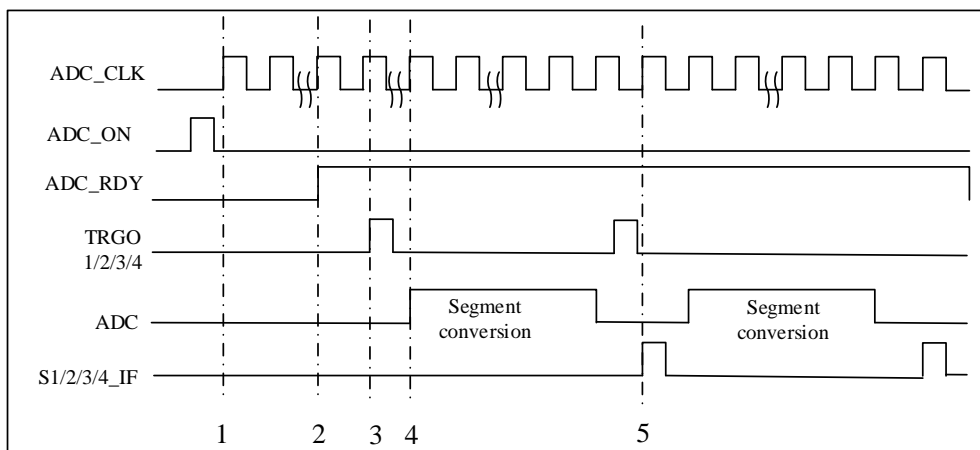 ADC_CLK
ADC_ON
ADC_RDY
TRGO
1/2/3/4
ADC
Segment
conversion
Segment
conversion
S1/2/3/4_IF
1
2
3
4
5